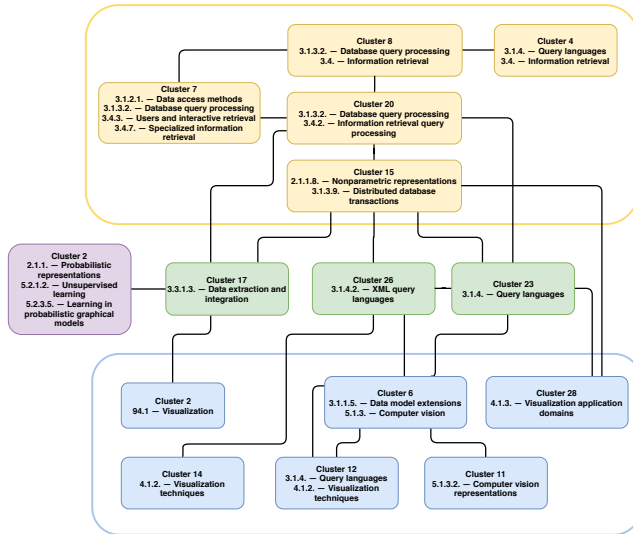 Cluster 8
3.1.3.2. — Database query processing
3.4. — Information retrieval
Cluster 4
3.1.4. — Query languages
3.4. — Information retrieval
Cluster 7
3.1.2.1. — Data access methods
3.1.3.2. — Database query processing
3.4.3. — Users and interactive retrieval
3.4.7. — Specialized information
retrieval
Cluster 20
3.1.3.2. — Database query processing
3.4.2. — Information retrieval query
processing
Cluster 15
2.1.1.8. — Nonparametric representations
3.1.3.9. — Distributed database
transactions
Cluster 2
2.1.1. — Probabilistic
representations
5.2.1.2. — Unsupervised
learning
5.2.3.5. — Learning in
probabilistic graphical
models
Cluster 17
3.3.1.3. — Data extraction and
integration
Cluster 26
3.1.4.2. — XML query
languages
Cluster 23
3.1.4. — Query languages
Cluster 2
94.1 — Visualization
Cluster 6
3.1.1.5. — Data model extensions
5.1.3. — Computer vision
Cluster 28
4.1.3. — Visualization application
domains
Cluster 14
4.1.2. — Visualization
techniques
Cluster 12
3.1.4. — Query languages
4.1.2. — Visualization
techniques
Cluster 11
5.1.3.2. — Computer vision
representations